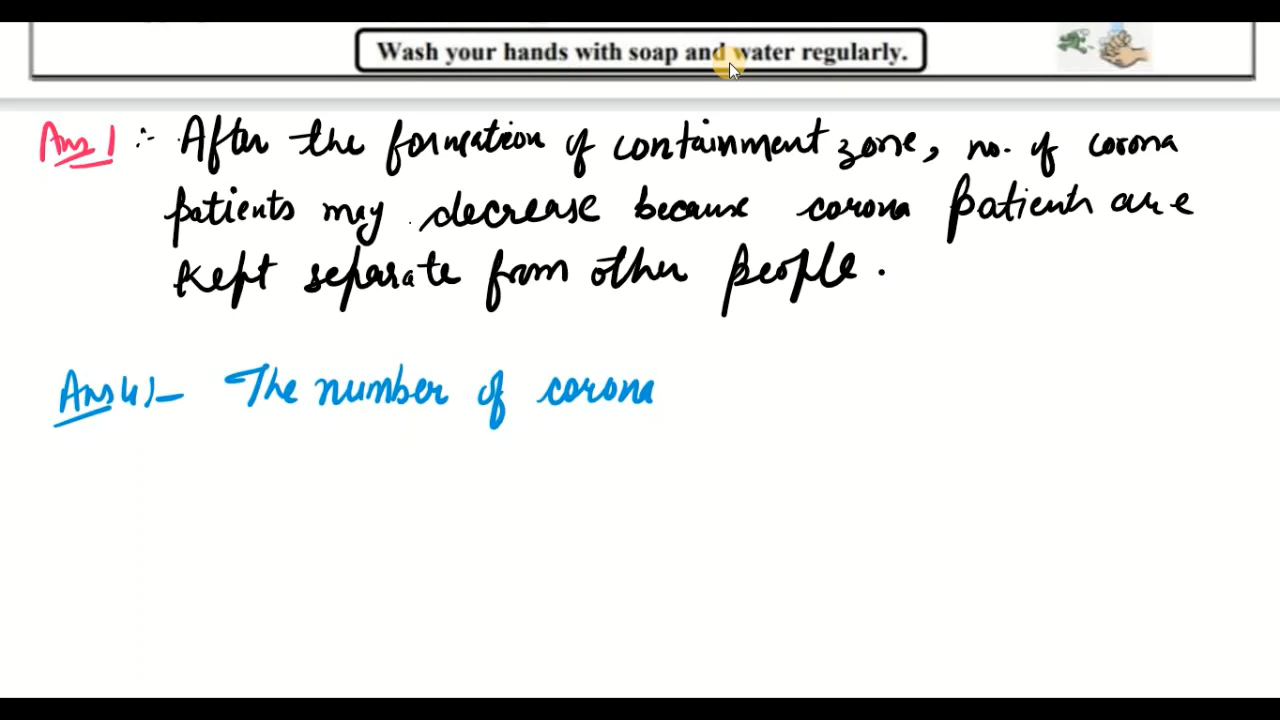 Wash your hands with soap and water regularly.
Ans 1 :- After the formation of containment zone, no. of corona
patients may decrease because corona patients are
kept separate from other people.
Ans 4) - The number of corona